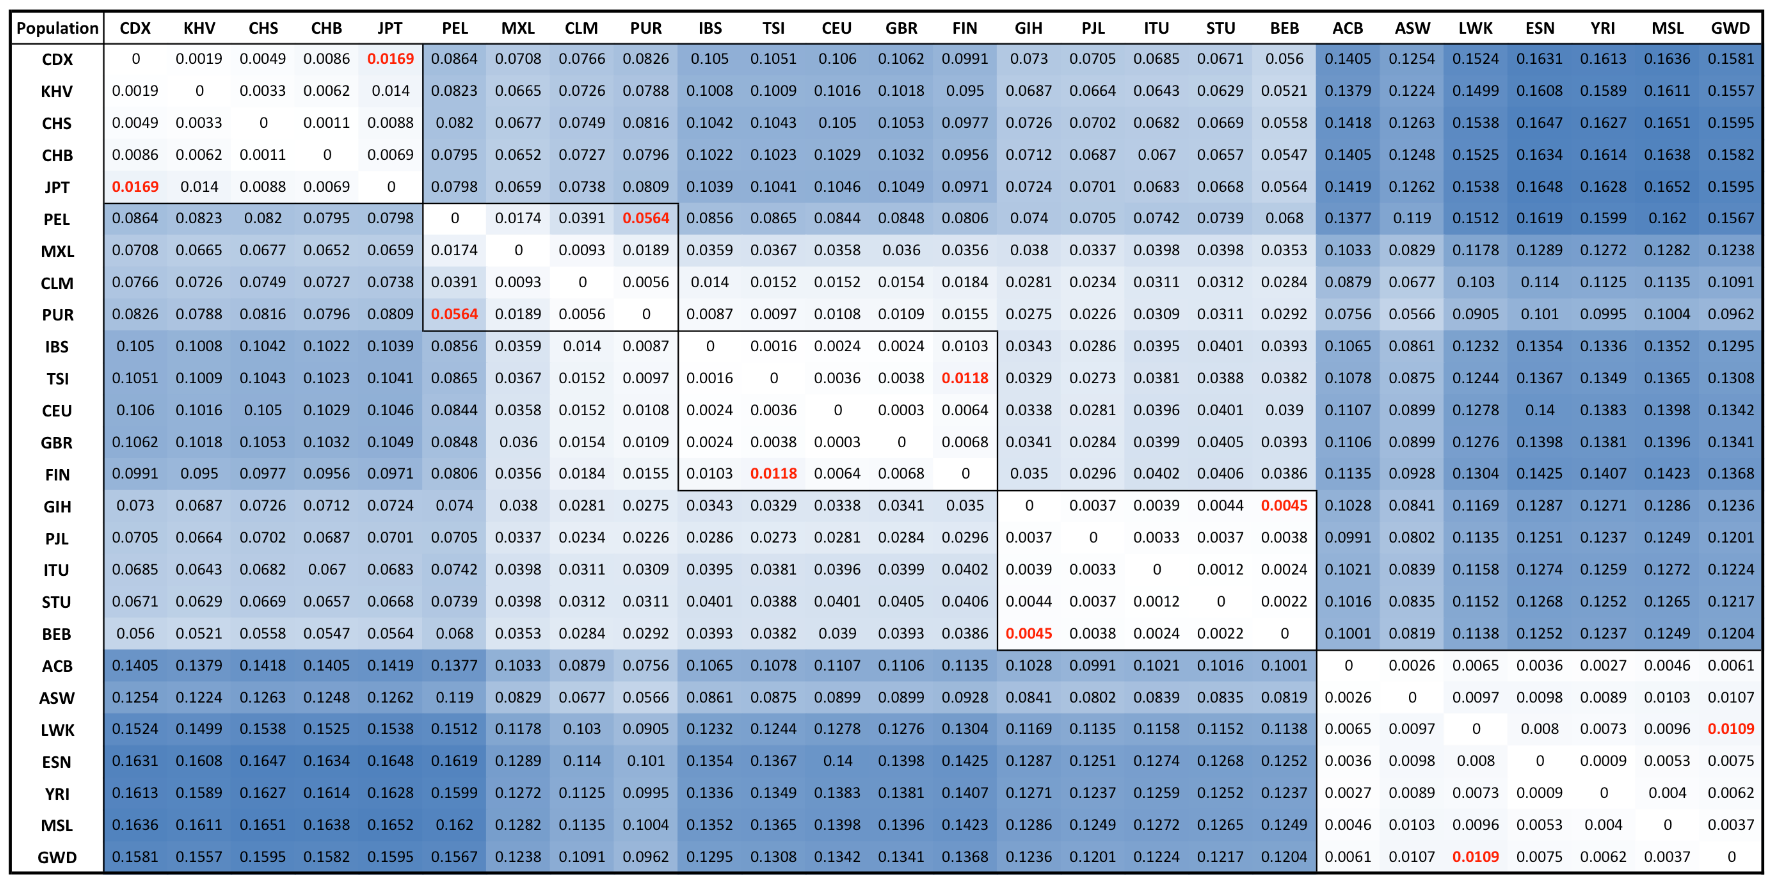 Population CDX KHV CHS CHB JPT PEL MXL CLM PUR IBS TSI CEU GBR FIN GIH PJL ITU STU BEB ACB ASW LWK ESN YRI MSL GWD
CDX 0 0.0019 0.0049 0.0086 0.0169 0.0864 0.0708 0.0766 0.0826 0.105 0.1051 0.106 0.1062 0.0991 0.073 0.0705 0.0685 0.0671 0.056 0.1405 0.1254 0.1524 0.1631 0.1613 0.1636 0.1581
KHV 0.0019 0 0.0033 0.0062 0.014 0.0823 0.0665 0.0726 0.0788 0.1008 0.1009 0.1016 0.1018 0.095 0.0687 0.0664 0.0643 0.0629 0.0521 0.1379 0.1224 0.1499 0.1608 0.1589 0.1611 0.1557
CHS 0.0049 0.0033 0 0.0011 0.0088 0.082 0.0677 0.0749 0.0816 0.1042 0.1043 0.105 0.1053 0.0977 0.0726 0.0702 0.0682 0.0669 0.0558 0.1418 0.1263 0.1538 0.1647 0.1627 0.1651 0.1595
CHB 0.0086 0.0062 0.0011 0 0.0069 0.0795 0.0652 0.0727 0.0796 0.1022 0.1023 0.1029 0.1032 0.0956 0.0712 0.0687 0.067 0.0657 0.0547 0.1405 0.1248 0.1525 0.1634 0.1614 0.1638 0.1582
JPT 0.0169 0.014 0.0088 0.0069 0 0.0798 0.0659 0.0738 0.0809 0.1039 0.1041 0.1046 0.1049 0.0971 0.0724 0.0701 0.0683 0.0668 0.0564 0.1419 0.1262 0.1538 0.1648 0.1628 0.1652 0.1595
PEL 0.0864 0.0823 0.082 0.0795 0.0798 0 0.0174 0.0391 0.0564 0.0856 0.0865 0.0844 0.0848 0.0806 0.074 0.0705 0.0742 0.0739 0.068 0.1377 0.119 0.1512 0.1619 0.1599 0.162 0.1567
MXL 0.0708 0.0665 0.0677 0.0652 0.0659 0.0174 0 0.0093 0.0189 0.0359 0.0367 0.0358 0.036 0.0356 0.038 0.0337 0.0398 0.0398 0.0353 0.1033 0.0829 0.1178 0.1289 0.1272 0.1282 0.1238
CLM 0.0766 0.0726 0.0749 0.0727 0.0738 0.0391 0.0093 0 0.0056 0.014 0.0152 0.0152 0.0154 0.0184 0.0281 0.0234 0.0311 0.0312 0.0284 0.0879 0.0677 0.103 0.114 0.1125 0.1135 0.1091
PUR 0.0826 0.0788 0.0816 0.0796 0.0809 0.0564 0.0189 0.0056 0 0.0087 0.0097 0.0108 0.0109 0.0155 0.0275 0.0226 0.0309 0.0311 0.0292 0.0756 0.0566 0.0905 0.101 0.0995 0.1004 0.0962
IBS 0.105 0.1008 0.1042 0.1022 0.1039 0.0856 0.0359 0.014 0.0087 0 0.0016 0.0024 0.0024 0.0103 0.0343 0.0286 0.0395 0.0401 0.0393 0.1065 0.0861 0.1232 0.1354 0.1336 0.1352 0.1295
TSI 0.1051 0.1009 0.1043 0.1023 0.1041 0.0865 0.0367 0.0152 0.0097 0.0016 0 0.0036 0.0038 0.0118 0.0329 0.0273 0.0381 0.0388 0.0382 0.1078 0.0875 0.1244 0.1367 0.1349 0.1365 0.1308
CEU 0.106 0.1016 0.105 0.1029 0.1046 0.0844 0.0358 0.0152 0.0108 0.0024 0.0036 0 0.0003 0.0064 0.0338 0.0281 0.0396 0.0401 0.039 0.1107 0.0899 0.1278 0.14 0.1383 0.1398 0.1342
GBR 0.1062 0.1018 0.1053 0.1032 0.1049 0.0848 0.036 0.0154 0.0109 0.0024 0.0038 0.0003 0 0.0068 0.0341 0.0284 0.0399 0.0405 0.0393 0.1106 0.0899 0.1276 0.1398 0.1381 0.1396 0.1341
FIN 0.0991 0.095 0.0977 0.0956 0.0971 0.0806 0.0356 0.0184 0.0155 0.0103 0.0118 0.0064 0.0068 0 0.035 0.0296 0.0402 0.0406 0.0386 0.1135 0.0928 0.1304 0.1425 0.1407 0.1423 0.1368
GIH 0.073 0.0687 0.0726 0.0712 0.0724 0.074 0.038 0.0281 0.0275 0.0343 0.0329 0.0338 0.0341 0.035 0 0.0037 0.0039 0.0044 0.0045 0.1028 0.0841 0.1169 0.1287 0.1271 0.1286 0.1236
PJL 0.0705 0.0664 0.0702 0.0687 0.0701 0.0705 0.0337 0.0234 0.0226 0.0286 0.0273 0.0281 0.0284 0.0296 0.0037 0 0.0033 0.0037 0.0038 0.0991 0.0802 0.1135 0.1251 0.1237 0.1249 0.1201
ITU 0.0685 0.0643 0.0682 0.067 0.0683 0.0742 0.0398 0.0311 0.0309 0.0395 0.0381 0.0396 0.0399 0.0402 0.0039 0.0033 0 0.0012 0.0024 0.1021 0.0839 0.1158 0.1274 0.1259 0.1272 0.1224
STU 0.0671 0.0629 0.0669 0.0657 0.0668 0.0739 0.0398 0.0312 0.0311 0.0401 0.0388 0.0401 0.0405 0.0406 0.0044 0.0037 0.0012 0 0.0022 0.1016 0.0835 0.1152 0.1268 0.1252 0.1265 0.1217
BEB 0.056 0.0521 0.0558 0.0547 0.0564 0.068 0.0353 0.0284 0.0292 0.0393 0.0382 0.039 0.0393 0.0386 0.0045 0.0038 0.0024 0.0022 0 0.1001 0.0819 0.1138 0.1252 0.1237 0.1249 0.1204
ACB 0.1405 0.1379 0.1418 0.1405 0.1419 0.1377 0.1033 0.0879 0.0756 0.1065 0.1078 0.1107 0.1106 0.1135 0.1028 0.0991 0.1021 0.1016 0.1001 0 0.0026 0.0065 0.0036 0.0027 0.0046 0.0061
ASW 0.1254 0.1224 0.1263 0.1248 0.1262 0.119 0.0829 0.0677 0.0566 0.0861 0.0875 0.0899 0.0899 0.0928 0.0841 0.0802 0.0839 0.0835 0.0819 0.0026 0 0.0097 0.0098 0.0089 0.0103 0.0107
LWK 0.1524 0.1499 0.1538 0.1525 0.1538 0.1512 0.1178 0.103 0.0905 0.1232 0.1244 0.1278 0.1276 0.1304 0.1169 0.1135 0.1158 0.1152 0.1138 0.0065 0.0097 0 0.008 0.0073 0.0096 0.0109
ESN 0.1631 0.1608 0.1647 0.1634 0.1648 0.1619 0.1289 0.114 0.101 0.1354 0.1367 0.14 0.1398 0.1425 0.1287 0.1251 0.1274 0.1268 0.1252 0.0036 0.0098 0.008 0 0.0009 0.0053 0.0075
YRI 0.1613 0.1589 0.1627 0.1614 0.1628 0.1599 0.1272 0.1125 0.0995 0.1336 0.1349 0.1383 0.1381 0.1407 0.1271 0.1237 0.1259 0.1252 0.1237 0.0027 0.0089 0.0073 0.0009 0 0.004 0.0062
MSL 0.1636 0.1611 0.1651 0.1638 0.1652 0.162 0.1282 0.1135 0.1004 0.1352 0.1365 0.1398 0.1396 0.1423 0.1286 0.1249 0.1272 0.1265 0.1249 0.0046 0.0103 0.0096 0.0053 0.004 0 0.0037
GWD 0.1581 0.1557 0.1595 0.1582 0.1595 0.1567 0.1238 0.1091 0.0962 0.1295 0.1308 0.1342 0.1341 0.1368 0.1236 0.1201 0.1224 0.1217 0.1204 0.0061 0.0107 0.0109 0.0075 0.0062 0.0037 0